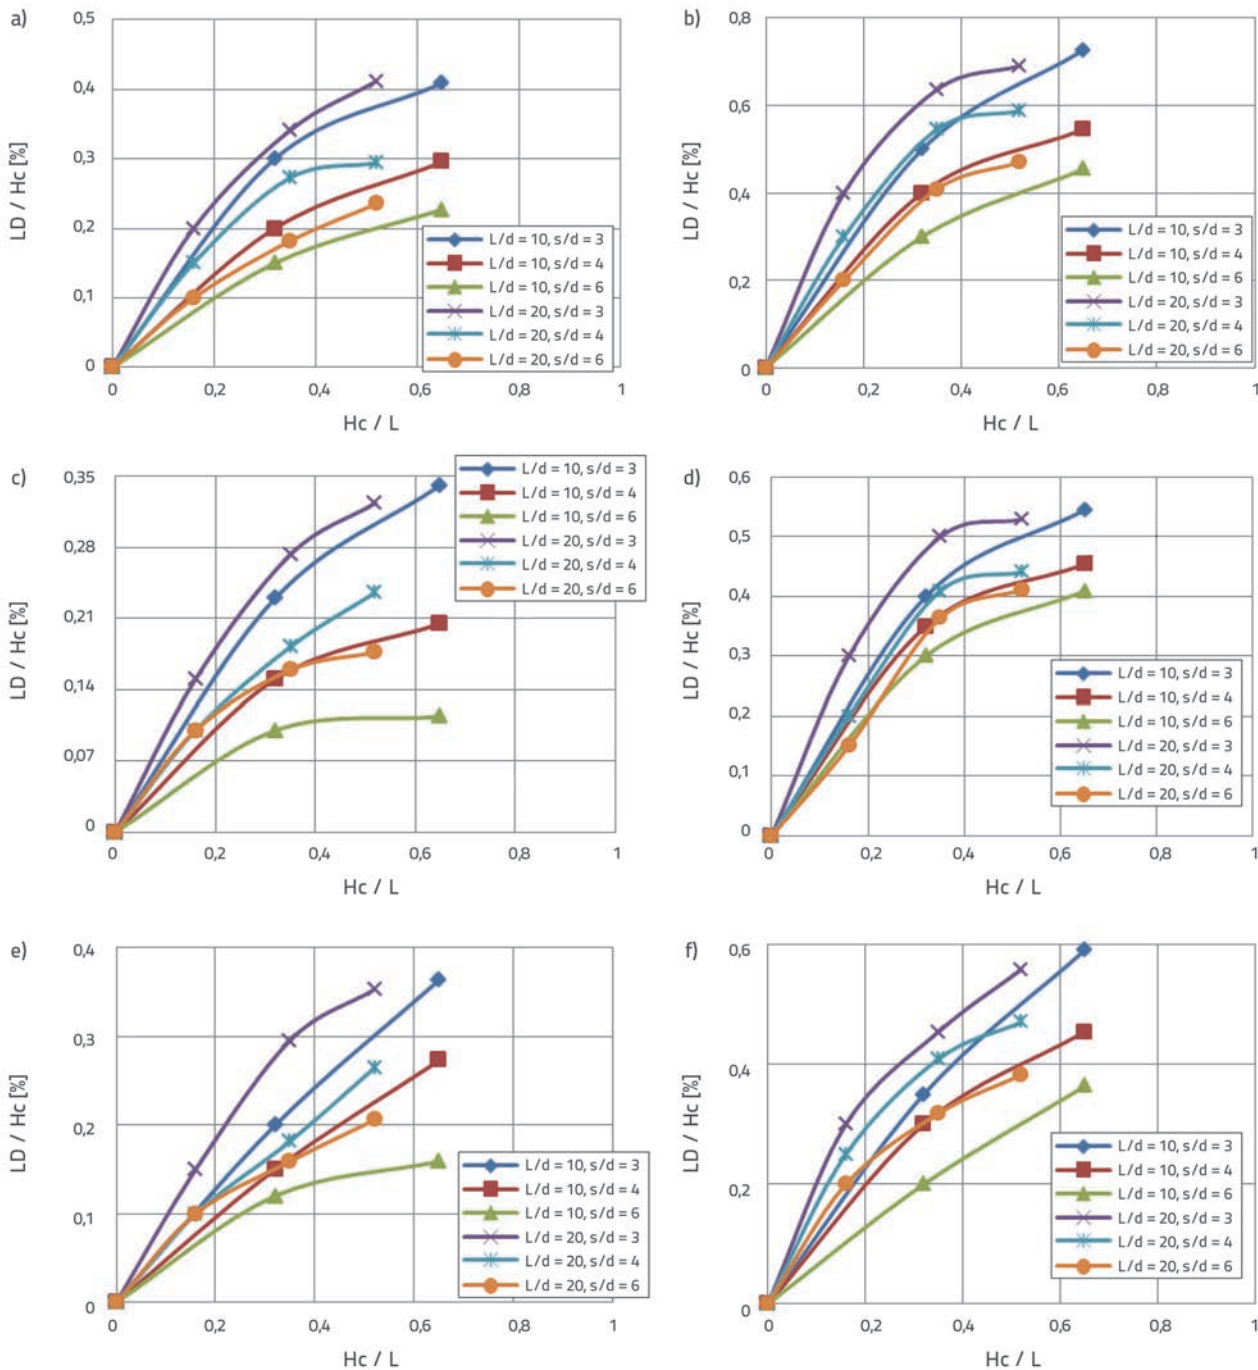 a)
0,5
0,4
0,3
0,2
0,1
0
LD / Hc [%]
L/d = 10, s/d = 3
L/d = 10, s/d = 4
L/d = 10, s/d = 6
L/d = 20, s/d = 3
L/d = 20, s/d = 4
L/d = 20, s/d = 6
0 0,2 0,4 0,6 0,8 1
Hc / L
b)
0,8
0,6
0,4
0,2
0
LD / Hc [%]
L/d = 10, s/d = 3
L/d = 10, s/d = 4
L/d = 10, s/d = 6
L/d = 20, s/d = 3
L/d = 20, s/d = 4
L/d = 20, s/d = 6
0 0,2 0,4 0,6 0,8 1
Hc / L
c)
0,35
0,28
0,21
0,14
0,07
0
LD / Hc [%]
L/d = 10, s/d = 3
L/d = 10, s/d = 4
L/d = 10, s/d = 6
L/d = 20, s/d = 3
L/d = 20, s/d = 4
L/d = 20, s/d = 6
0 0,2 0,4 0,6 0,8 1
Hc / L
d)
0,6
0,5
0,4
0,3
0,2
0,1
0
LD / Hc [%]
L/d = 10, s/d = 3
L/d = 10, s/d = 4
L/d = 10, s/d = 6
L/d = 20, s/d = 3
L/d = 20, s/d = 4
L/d = 20, s/d = 6
0 0,2 0,4 0,6 0,8 1
Hc / L
e)
0,4
0,3
0,2
0,1
0
LD / Hc [%]
L/d = 10, s/d = 3
L/d = 10, s/d = 4
L/d = 10, s/d = 6
L/d = 20, s/d = 3
L/d = 20, s/d = 4
L/d = 20, s/d = 6
0 0,2 0,4 0,6 0,8 1
Hc / L
f)
0,6
0,4
0,2
0
LD / Hc [%]
L/d = 10, s/d = 3
L/d = 10, s/d = 4
L/d = 10, s/d = 6
L/d = 20, s/d = 3
L/d = 20, s/d = 4
L/d = 20, s/d = 6
0 0,2 0,4 0,6 0,8 1
Hc / L